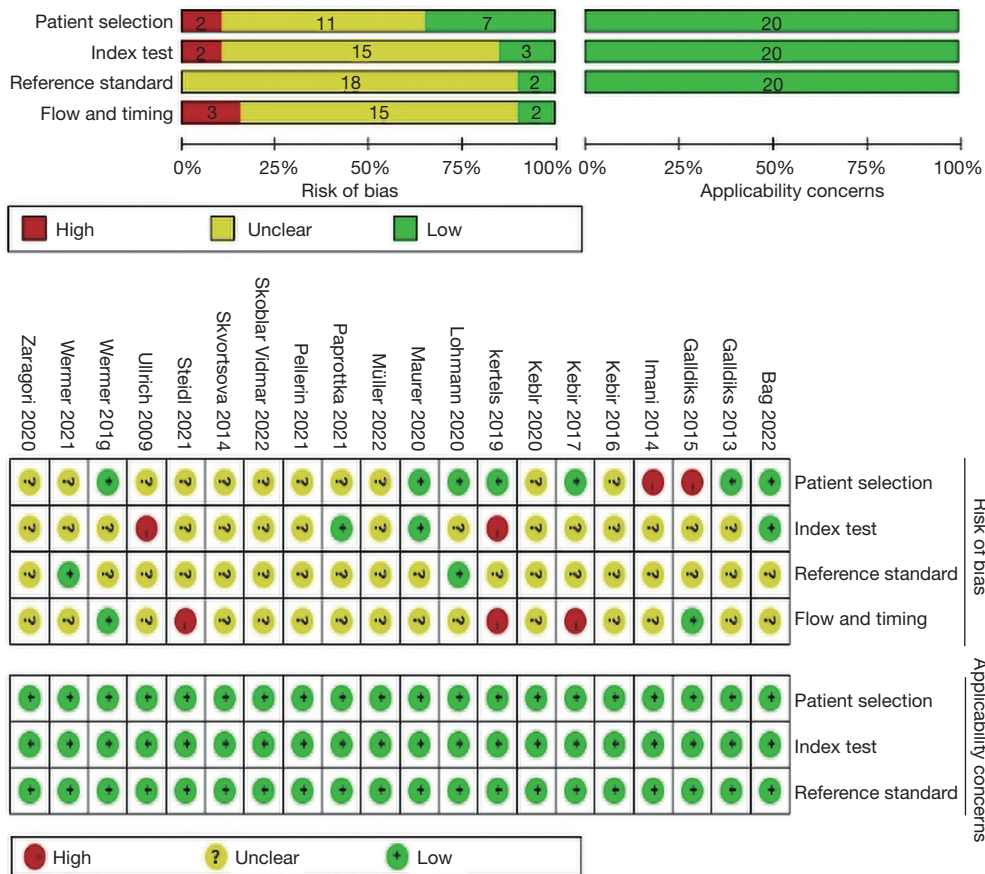 Patient selection 2 11 7 20
Index test 2 15 3 20
Reference standard 18 2 20
Flow and timing 3 15 2
0% 25% 50% 75% 100% 0% 25% 50% 75% 100%
Risk of bias Applicability concerns
High Unclear Low
Zaragori 2020
Wermer 2021
Wermer 201g
Ullrich 2009
Steidl 2021
Skvortsova 2014
Skoblar Vidmar 2022
Pellerin 2021
Paprottka 2021
Müller 2022
Maurer 2020
Lohmann 2020
kertels 2019
Keblr 2020
Kebir 2017
Kebir 2016
Imani 2014
Galldiks 2015
Galldiks 2013
Bag 2022
? ? + ? ? ? ? ? ? ? + + + ? + ? - - + + Patient selection
? ? ? - ? ? ? ? + ? + ? - ? ? ? ? ? ? + Index test
? + ? ? ? ? ? ? ? ? ? + ? ? ? ? ? ? ? ? Reference standard
? ? + ? - ? ? ? ? ? ? ? - ? - ? ? + ? ? Flow and timing
Risk of bias
+ + + + + + + + + + + + + + + + + + + + Patient selection
+ + + + + + + + + + + + + + + + + + + + Index test
+ + + + + + + + + + + + + + + + + + + + Reference standard
Applicability concerns
- High ? Unclear + Low